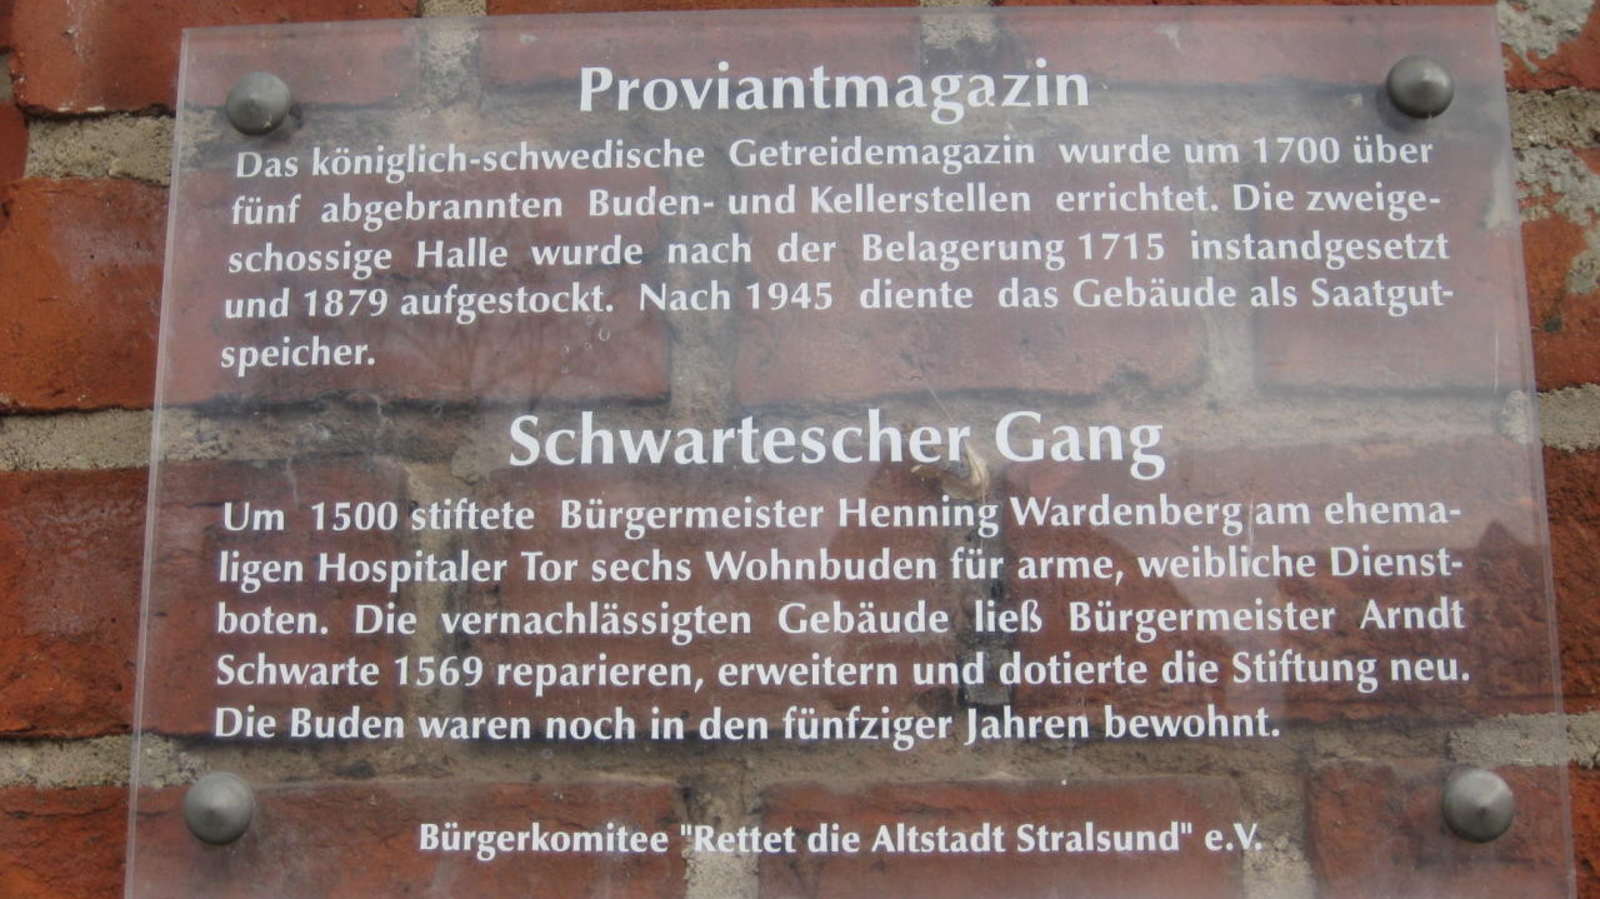 Proviantmagazin
Das königlich-schwedische Getreidemagazin wurde um 1700 über
fünf abgebrannten Buden- und Kellerstellen errichtet. Die zweige-
schossige Halle wurde nach der Belagerung 1715 instandgesetzt
und 1879 aufgestockt. Nach 1945 diente das Gebäude als Saatgut-
speicher.
Schwartescher Gang
Um 1500 stiftete Bürgermeister Henning Wardenberg am ehema-
ligen Hospitaler Tor sechs Wohnbuden für arme, weibliche Dienst-
boten. Die vernachlässigten Gebäude ließ Bürgermeister Arndt
Schwarte 1569 reparieren, erweitern und dotierte die Stiftung neu.
Die Buden waren noch in den fünfziger Jahren bewohnt.
Bürgerkomitee "Rettet die Altstadt Stralsund" e.V.